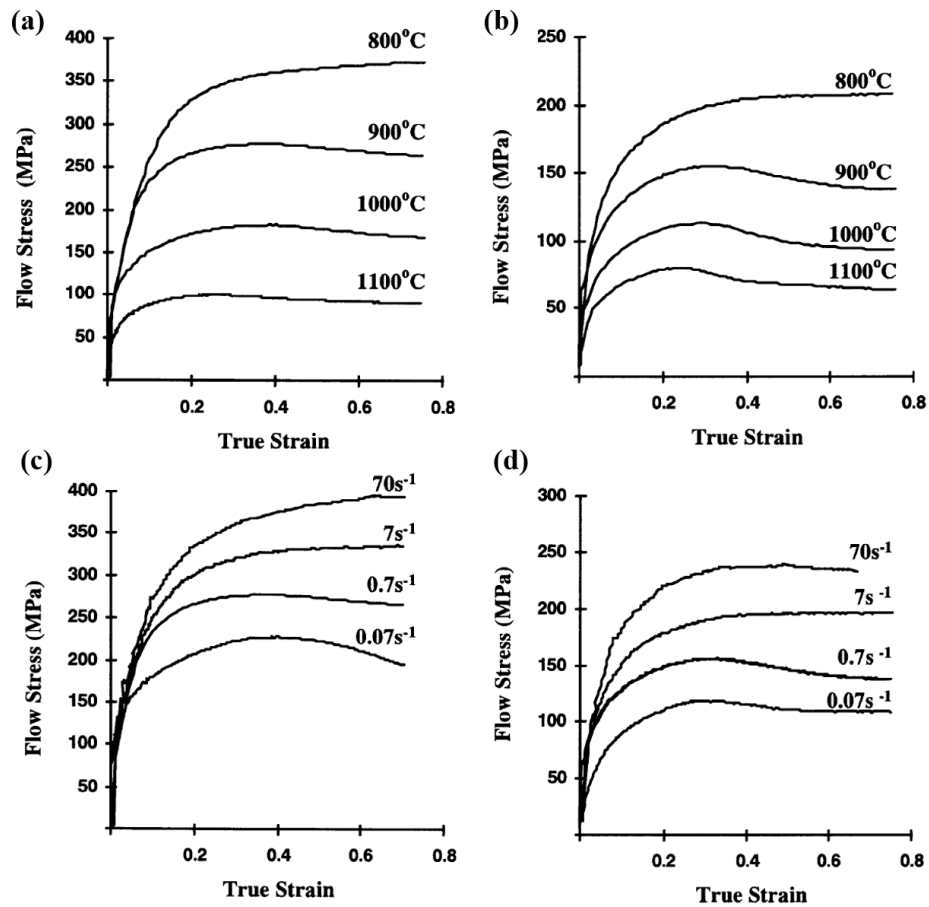 (a)
400
350
300
250
200
150
100
50
Flow Stress (MPa)
800°C
900°C
1000°C
1100°C
0.2
0.4
0.6
0.8
True Strain
(b)
250
200
150
100
50
Flow Stress (MPa)
800°C
900°C
1000°C
1100°C
0.2
0.4
0.6
0.8
True Strain
(c)
400
350
300
250
200
150
100
50
Flow Stress (MPa)
70s-1
7s-1
0.7s-1
0.07s-1
0.2
0.4
0.6
0.8
True Strain
(d)
300
250
200
150
100
50
Flow Stress (MPa)
70s-1
7s -1
0.7s -1
0.07s -1
0.2
0.4
0.6
0.8
True Strain